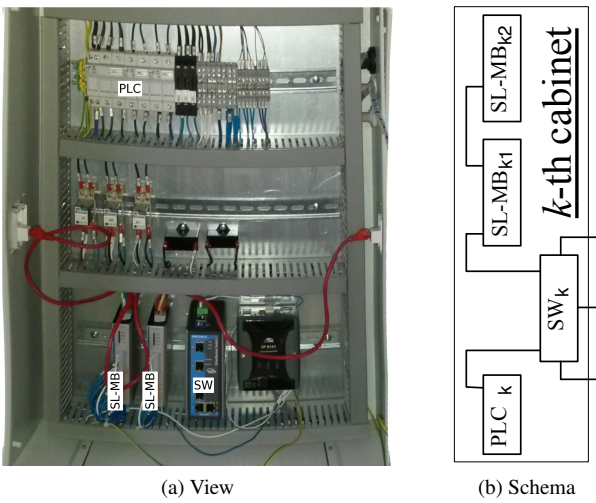 PLC
SL-MB
SL-MB
SW
SL-MBk2
SL-MBk1
k-th cabinet
SWk
PLC k
(a) View
(b) Schema